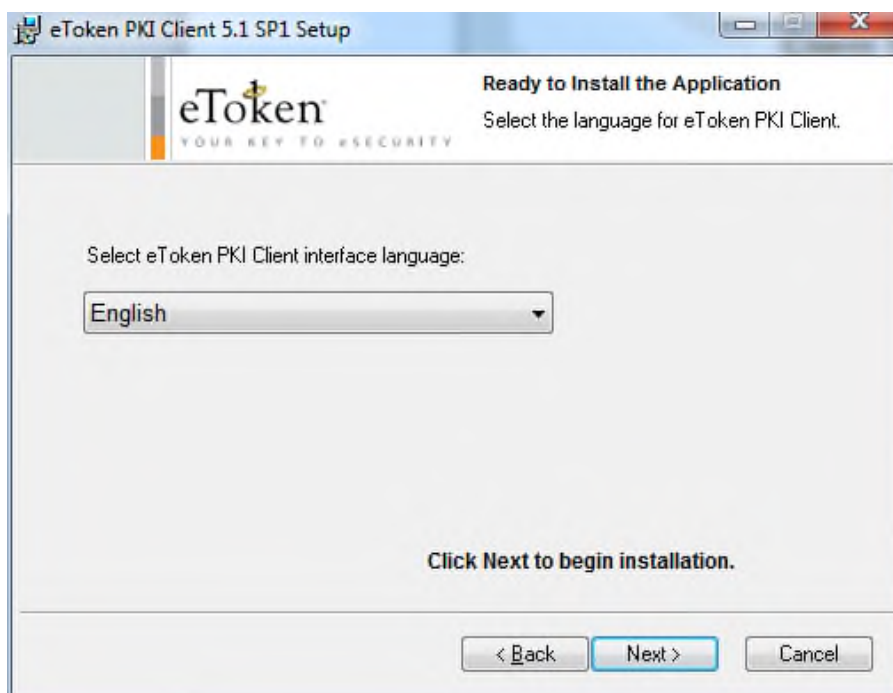 eToken PKI Client 5.1 SP1 Setup
Ready to Install the Application
Select the language for eToken PKI Client.
eToken
YOUR KEY TO eSECURITY
Select eToken PKI Client interface language:
English
Click Next to begin installation.
< Back
Next >
Cancel